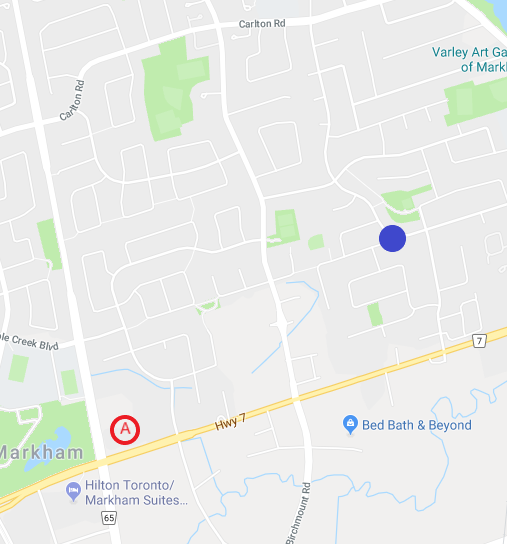 Carlton Rd
Varley Art Ga
of Markl
Carlton Rd
ple Creek Blvd
7
A
Hwy 7
Bed Bath & Beyond
Markham
Hilton Toronto/
Markham Suites...
65
Birchmount Rd